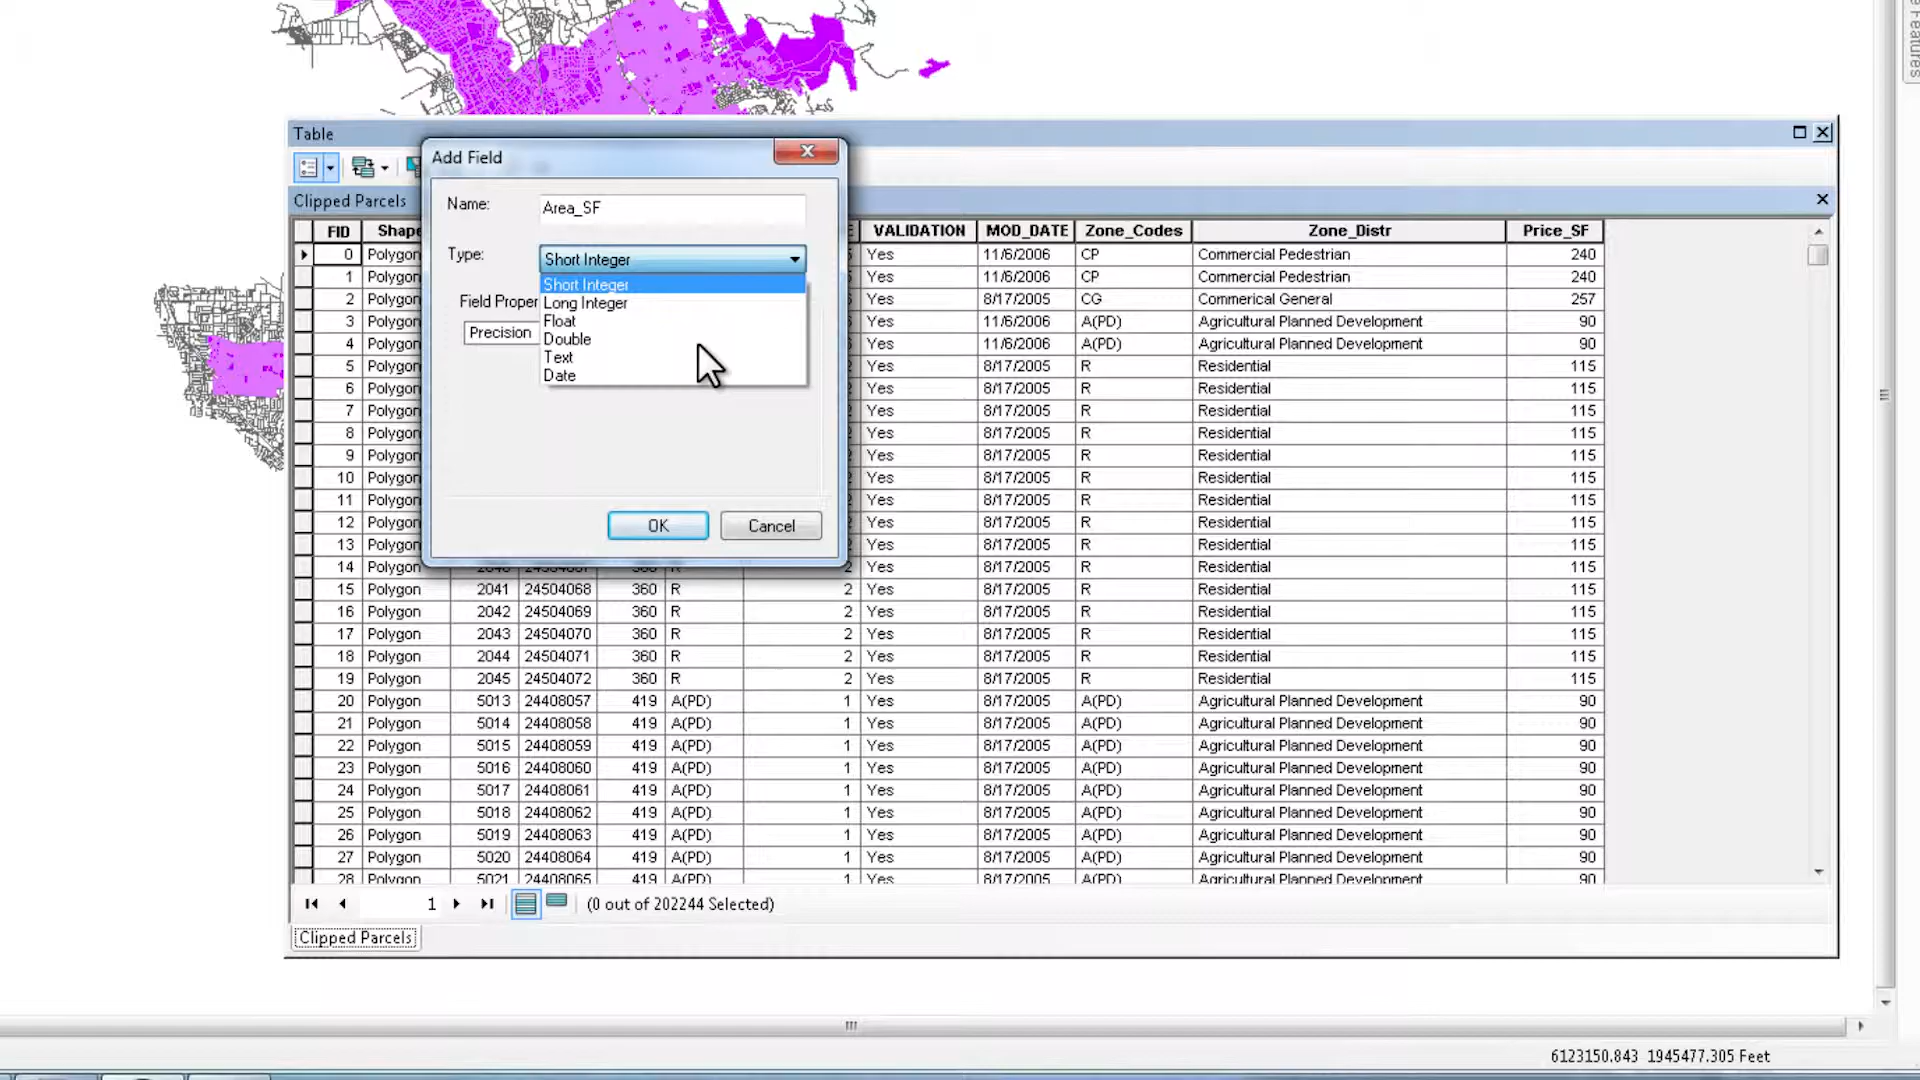 e Features
Table
Add Field
Name: Area_SF
Type: Short Integer
Short Integer
Long Integer
Float
Double
Text
Date
Field Proper
Precision
OK Cancel
Clipped Parcels
FID Shape VALIDATION MOD_DATE Zone_Codes Zone_Distr Price_SF
0 Polygon Yes 11/6/2006 CP Commercial Pedestrian 240
1 Polygon Yes 11/6/2006 CP Commercial Pedestrian 240
2 Polygon Yes 8/17/2005 CG Commerical General 257
3 Polygon Yes 11/6/2006 A(PD) Agricultural Planned Development 90
4 Polygon Yes 11/6/2006 A(PD) Agricultural Planned Development 90
5 Polygon Yes 8/17/2005 R Residential 115
6 Polygon Yes 8/17/2005 R Residential 115
7 Polygon Yes 8/17/2005 R Residential 115
8 Polygon Yes 8/17/2005 R Residential 115
9 Polygon Yes 8/17/2005 R Residential 115
10 Polygon Yes 8/17/2005 R Residential 115
11 Polygon Yes 8/17/2005 R Residential 115
12 Polygon Yes 8/17/2005 R Residential 115
13 Polygon Yes 8/17/2005 R Residential 115
14 Polygon 2 Yes 8/17/2005 R Residential 115
15 Polygon 2041 24504068 360 R 2 Yes 8/17/2005 R Residential 115
16 Polygon 2042 24504069 360 R 2 Yes 8/17/2005 R Residential 115
17 Polygon 2043 24504070 360 R 2 Yes 8/17/2005 R Residential 115
18 Polygon 2044 24504071 360 R 2 Yes 8/17/2005 R Residential 115
19 Polygon 2045 24504072 360 R 2 Yes 8/17/2005 R Residential 115
20 Polygon 5013 24408057 419 A(PD) 1 Yes 8/17/2005 A(PD) Agricultural Planned Development 90
21 Polygon 5014 24408058 419 A(PD) 1 Yes 8/17/2005 A(PD) Agricultural Planned Development 90
22 Polygon 5015 24408059 419 A(PD) 1 Yes 8/17/2005 A(PD) Agricultural Planned Development 90
23 Polygon 5016 24408060 419 A(PD) 1 Yes 8/17/2005 A(PD) Agricultural Planned Development 90
24 Polygon 5017 24408061 419 A(PD) 1 Yes 8/17/2005 A(PD) Agricultural Planned Development 90
25 Polygon 5018 24408062 419 A(PD) 1 Yes 8/17/2005 A(PD) Agricultural Planned Development 90
26 Polygon 5019 24408063 419 A(PD) 1 Yes 8/17/2005 A(PD) Agricultural Planned Development 90
27 Polygon 5020 24408064 419 A(PD) 1 Yes 8/17/2005 A(PD) Agricultural Planned Development 90
28 Polygon 5021 24408065 419 A(PD) 1 Yes 8/17/2005 A(PD) Agricultural Planned Development 90
1 (0 out of 202244 Selected)
Clipped Parcels
6123150.843 1945477.305 Feet